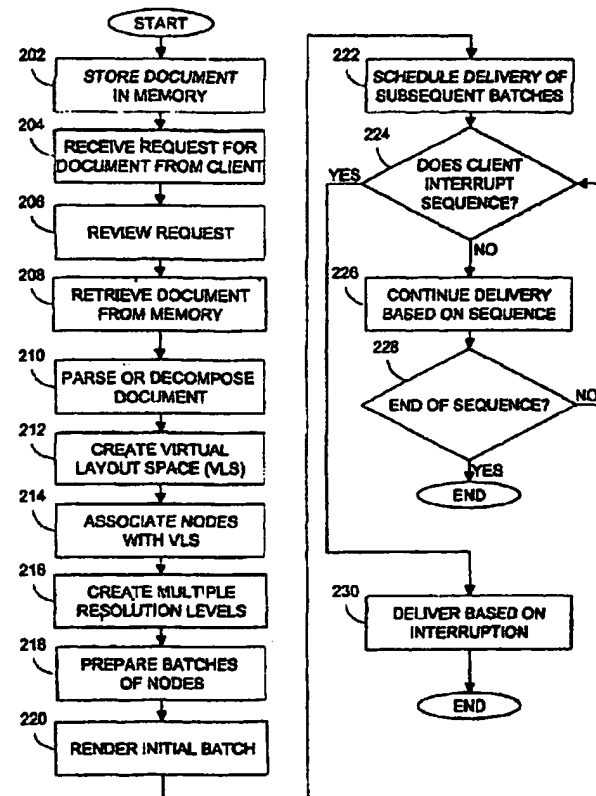 START
202
STORE DOCUMENT
IN MEMORY
204
RECEIVE REQUEST FOR
DOCUMENT FROM CLIENT
206
REVIEW REQUEST
208
RETRIEVE DOCUMENT
FROM MEMORY
210
PARSE OR DECOMPOSE
DOCUMENT
212
CREATE VIRTUAL
LAYOUT SPACE (VLS)
214
ASSOCIATE NODES
WITH VLS
216
CREATE MULTIPLE
RESOLUTION LEVELS
218
PREPARE BATCHES
OF NODES
220
RENDER INITIAL BATCH
222
SCHEDULE DELIVERY OF
SUBSEQUENT BATCHES
224
YES
DOES CLIENT
INTERRUPT
SEQUENCE?
NO
226
CONTINUE DELIVERY
BASED ON SEQUENCE
228
NO
END OF SEQUENCE?
YES
END
230
DELIVER BASED ON
INTERRUPTION
END